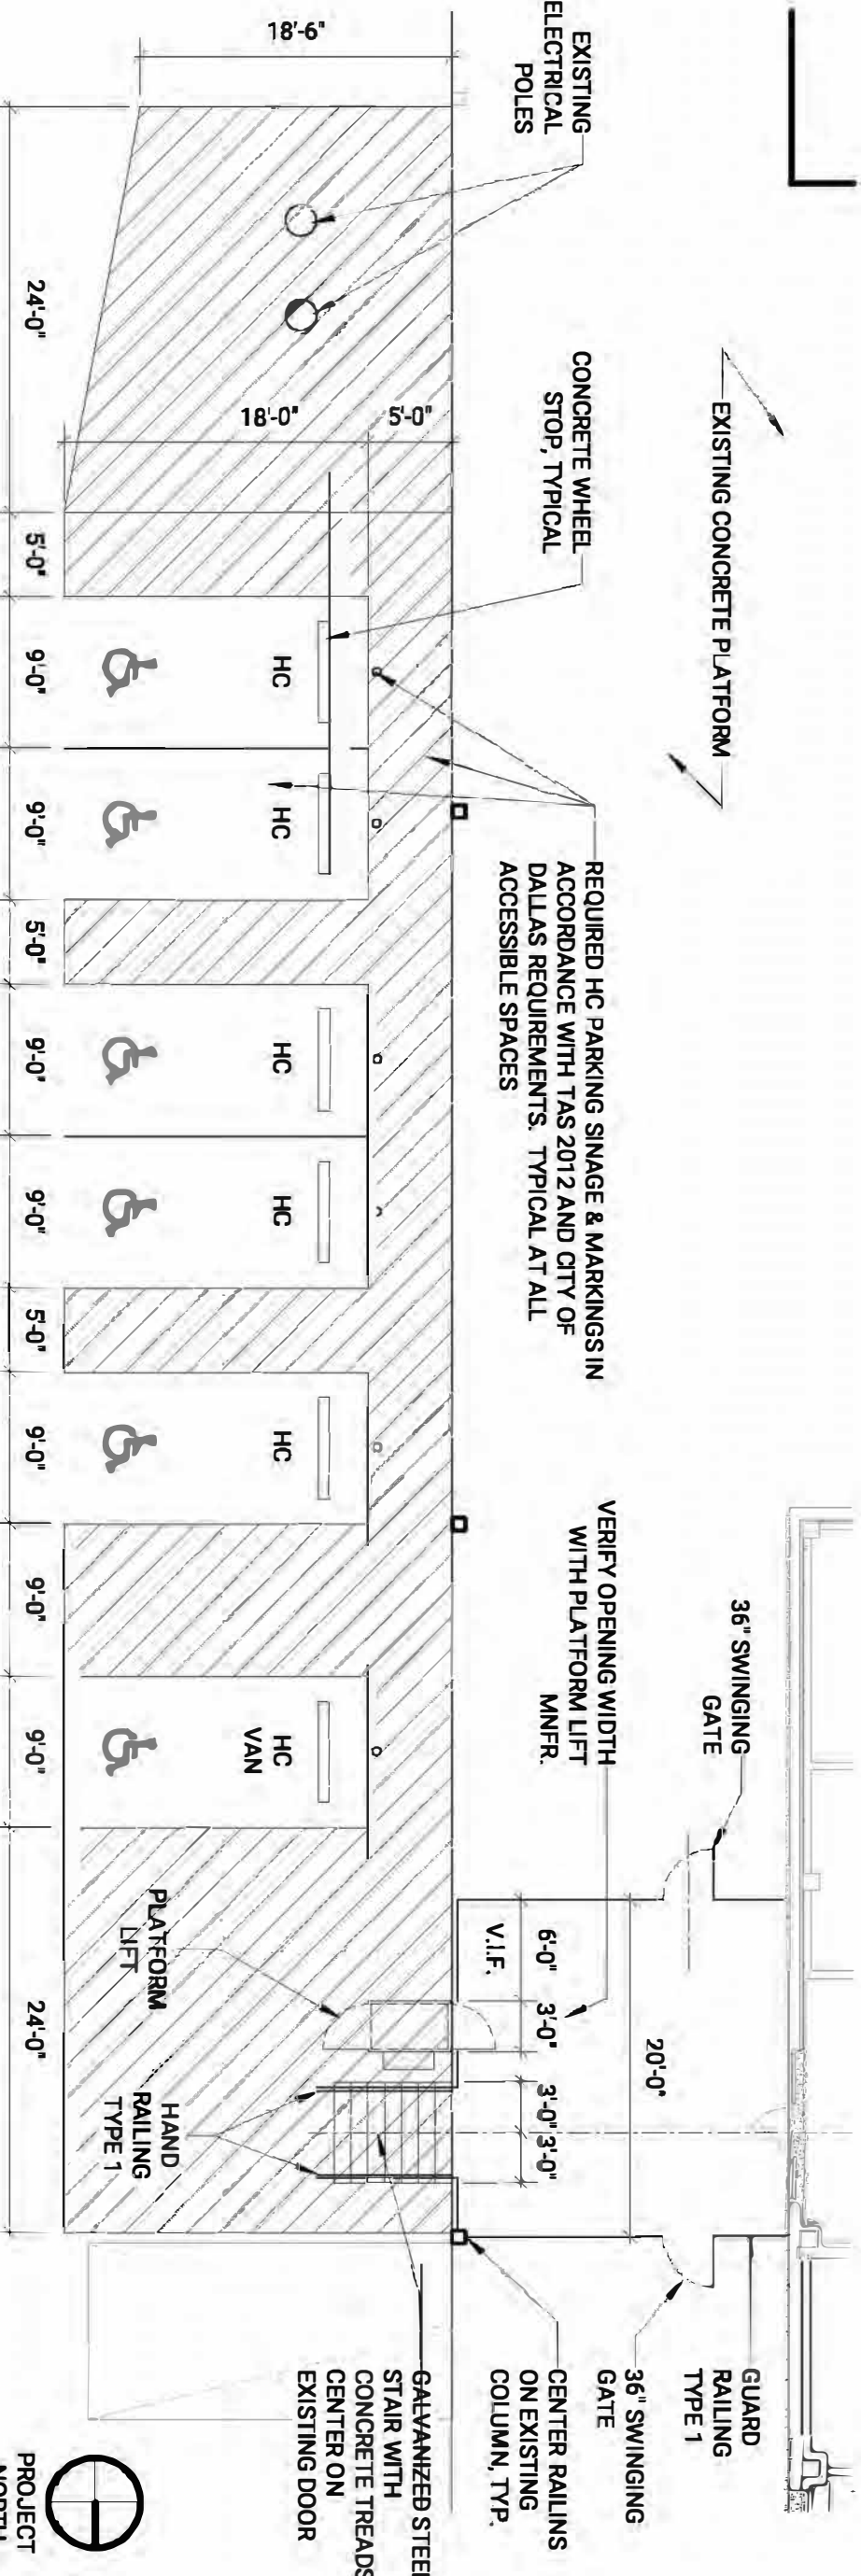 EXISTING
ELECTRICAL
POLES
CONCRETE WHEEL
STOP, TYPICAL
EXISTING CONCRETE PLATFORM
REQUIRED HC PARKING SINAGE & MARKINGS IN
ACCORDANCE WITH TAS 2012 AND CITY OF
DALLAS REQUIREMENTS. TYPICAL AT ALL
ACCESSIBLE SPACES
VERIFY OPENING WIDTH
WITH PLATFORM LIFT
MNFR.
36" SWINGING
GATE
20'-0"
6'-0"
3'-0"
3'-0"
3'-0"
V.I.F.
GUARD
RAILING
TYPE 1
36" SWINGING
GATE
CENTER RAILINS
ON EXISTING
COLUMN, TYP.
GALVANIZED STEEL
STAIR WITH
CONCRETE TREADS
CENTER ON
EXISTING DOOR
18'-6"
18'-0"
5'-0"
HC
HC
HC
HC
HC
HC
VAN
PLATFORM
LIFT
HAND
RAILING
TYPE 1
24'-0"
5'-0"
9'-0"
9'-0"
5'-0"
9'-0"
9'-0"
5'-0"
9'-0"
9'-0"
9'-0"
24'-0"
PROJECT
NORTH